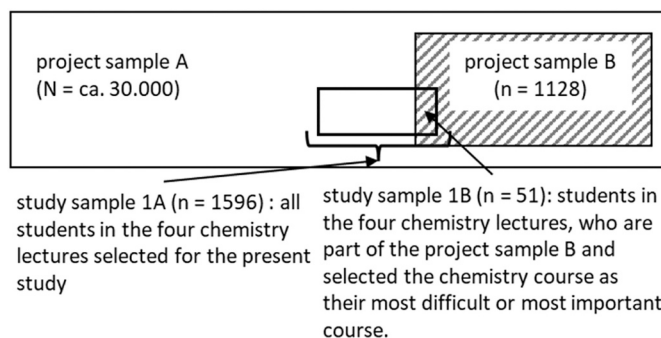 project sample A
(N = ca. 30.000)
project sample B
(n = 1128)
study sample 1A (n = 1596) : all
students in the four chemistry
lectures selected for the present
study
study sample 1B (n = 51): students in
the four chemistry lectures, who are
part of the project sample B and
selected the chemistry course as
their most difficult or most important
course.